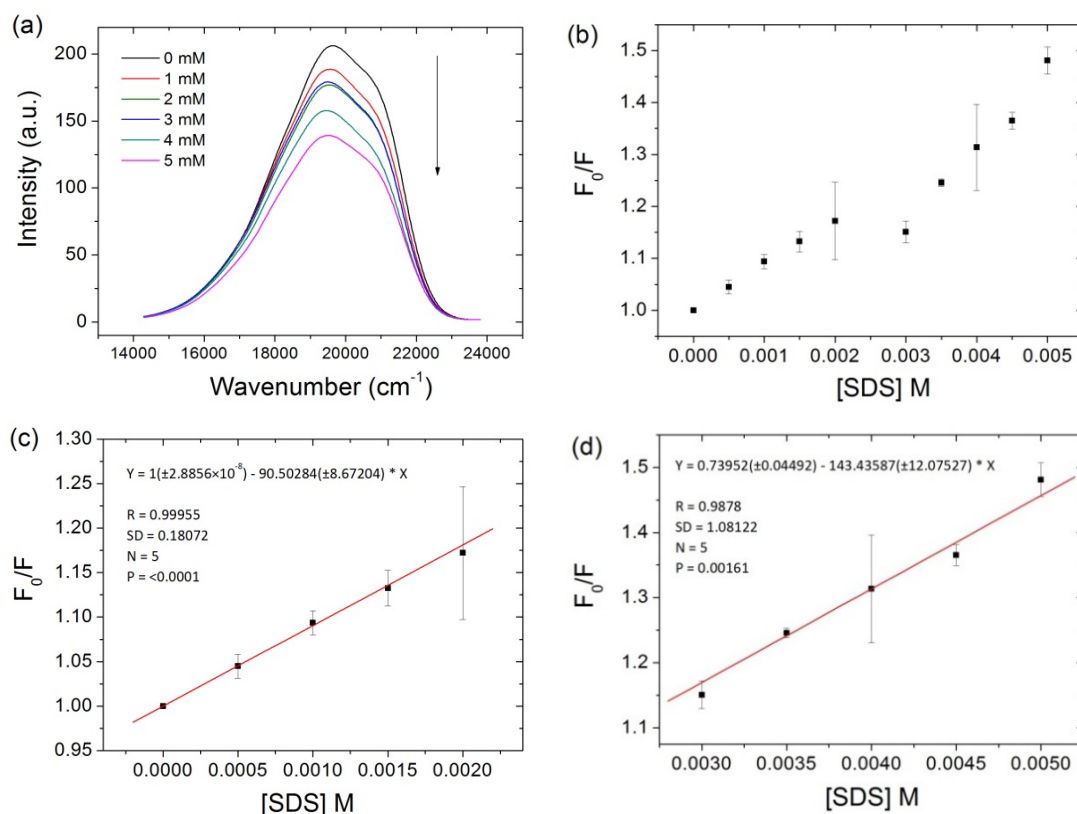 (a)
0 mM
1 mM
2 mM
3 mM
4 mM
5 mM
200
150
100
50
0
Intensity (a.u.)
14000 16000 18000 20000 22000 24000
Wavenumber (cm⁻¹)
(b)
1.5
1.4
1.3
1.2
1.1
1.0
F₀/F
0.000 0.001 0.002 0.003 0.004 0.005
[SDS] M
(c)
1.30
1.25
1.20
1.15
1.10
1.05
1.00
0.95
F₀/F
Y = 1(±2.8856×10⁻⁸) - 90.50284(±8.67204) * X
R = 0.99955
SD = 0.18072
N = 5
P = <0.0001
0.0000 0.0005 0.0010 0.0015 0.0020
[SDS] M
(d)
1.5
1.4
1.3
1.2
1.1
F₀/F
Y = 0.73952(±0.04492) - 143.43587(±12.07527) * X
R = 0.9878
SD = 1.08122
N = 5
P = 0.00161
0.0030 0.0035 0.0040 0.0045 0.0050
[SDS] M